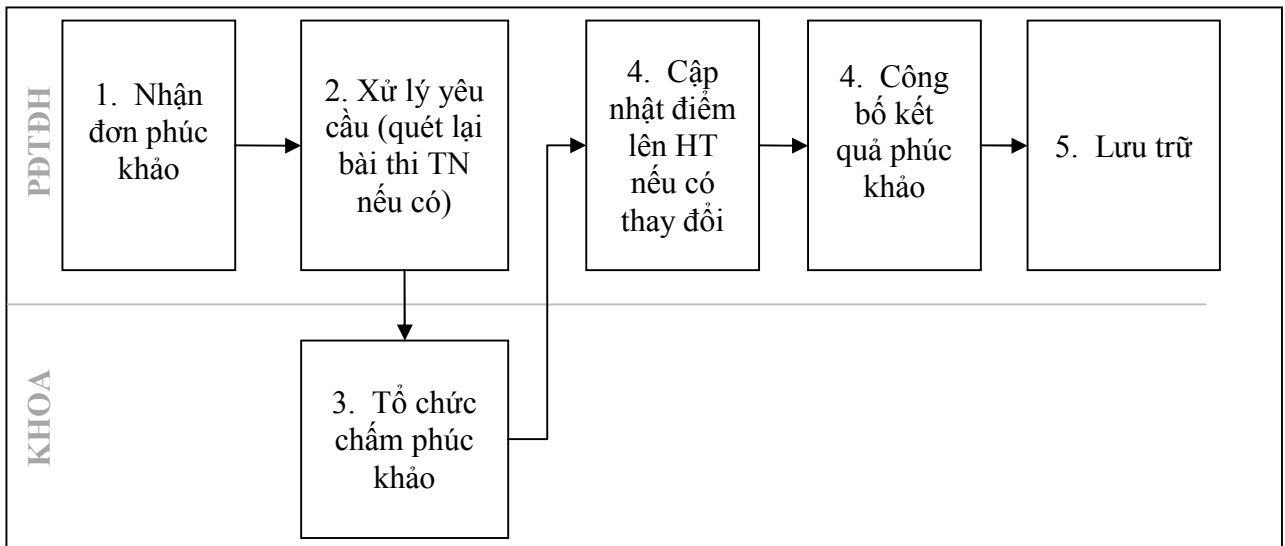 PĐTĐH
1. Nhận
đơn phúc
khảo
2. Xử lý yêu
cầu (quét lại
bài thi TN
nếu có)
4. Cập
nhật điểm
lên HT
nếu có
thay đổi
4. Công
bố kết
quả phúc
khảo
5. Lưu trữ
KHOA
3. Tổ chức
chấm phúc
khảo